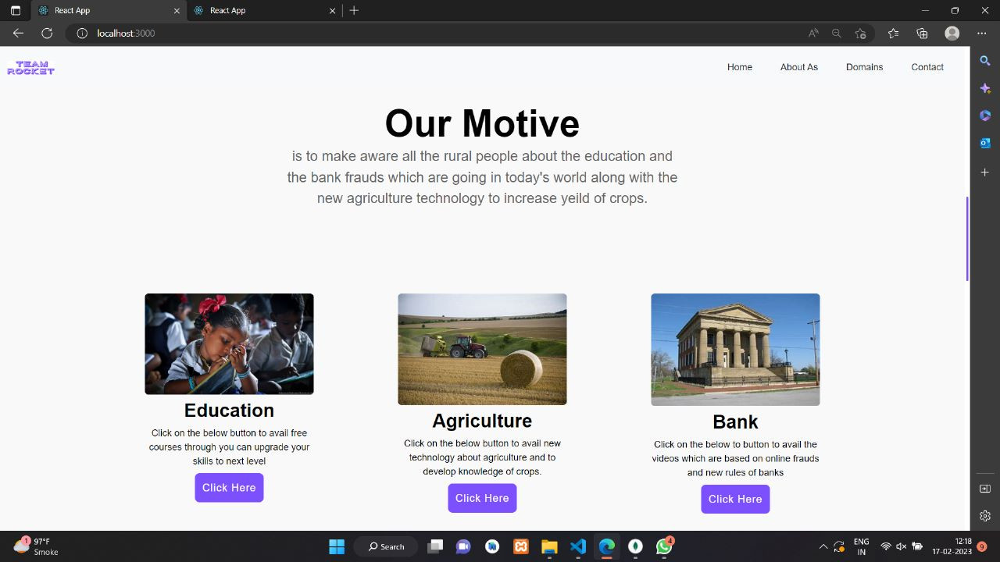 React App
React App
localhost:3000
TEAM
ROCKET
Home
About As
Domains
Contact
Our Motive
is to make aware all the rural people about the education and
the bank frauds which are going in today's world along with the
new agriculture technology to increase yeild of crops.
Education
Click on the below button to avail free
courses through you can upgrade your
skills to next level
Click Here
Agriculture
Click on the below button to avail new
technology about agriculture and to
develop knowledge of crops.
Click Here
Bank
Click on the below to button to avail the
videos which are based on online frauds
and new rules of banks
Click Here
1
97°F
Smoke
Search
4
ENG
IN
12:18
17-02-2023
9